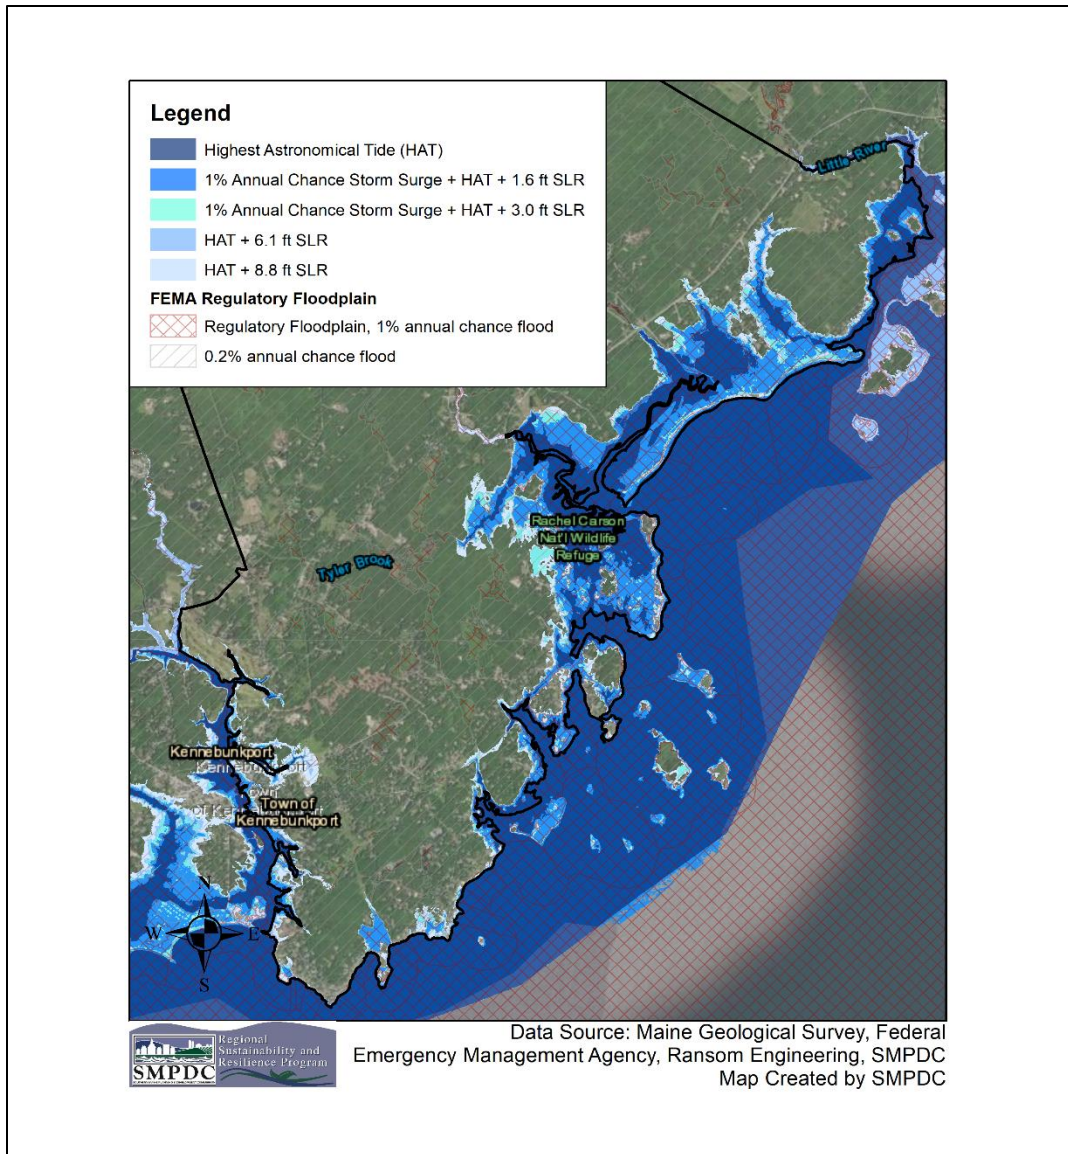 Legend
Highest Astronomical Tide (HAT)
1% Annual Chance Storm Surge + HAT + 1.6 ft SLR
1% Annual Chance Storm Surge + HAT + 3.0 ft SLR
HAT + 6.1 ft SLR
HAT + 8.8 ft SLR
FEMA Regulatory Floodplain
Regulatory Floodplain, 1% annual chance flood
0.2% annual chance flood
Little River
Rachel Carson
Nat'l Wildlife
Refuge
Tyler Brook
Kennebunkport
Kennebunkport
Town
of Kennebunkport
Town of
Kennebunkport
N
W E
S
SMPDC
Regional
Sustainability and
Resilience Program
Data Source: Maine Geological Survey, Federal
Emergency Management Agency, Ransom Engineering, SMPDC
Map Created by SMPDC